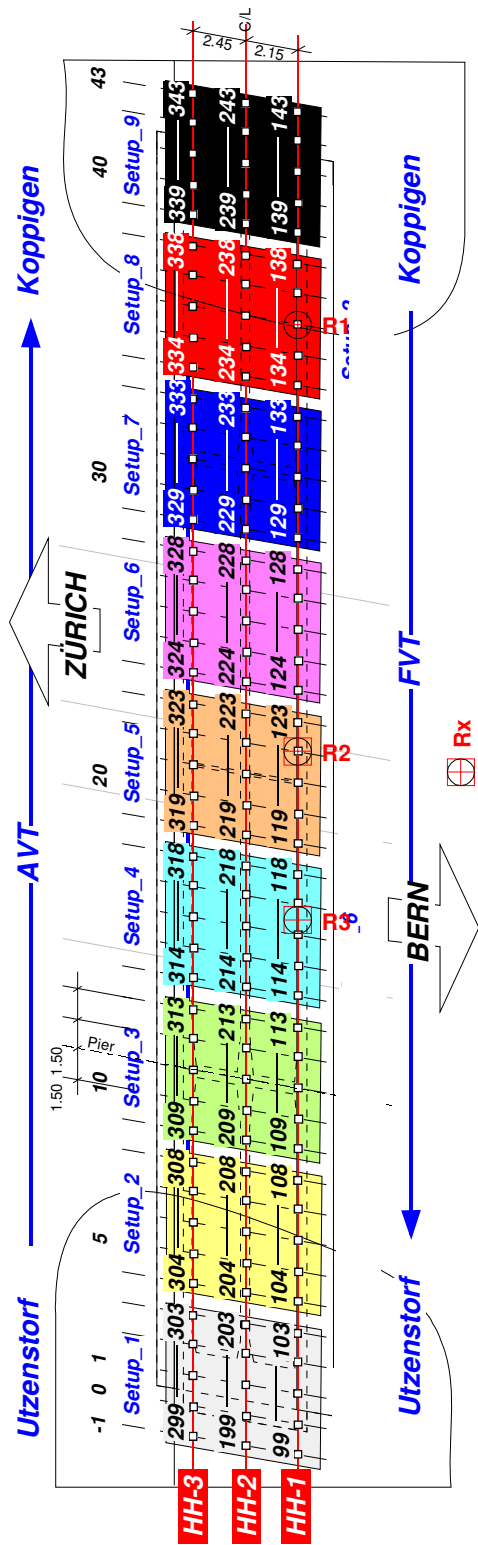 Utzenstorf AVT Koppigen
ZÜRICH
1.50 1.50
Pier
-1 0 1 5 10 20 30 40 43
Setup_1 Setup_2 Setup_3 Setup_4 Setup_5 Setup_6 Setup_7 Setup_8 Setup_9
299 303 304 308 309 313 314 318 319 323 324 328 329 333 334 338 339 343
HH-3
2.45
199 203 204 208 209 213 214 218 219 223 224 228 229 233 234 238 239 243
HH-2
C/L
2.15
99 103 104 108 109 113 114 118 119 123 124 128 129 133 134 138 139 143
HH-1
R3 R2 R1
Utzenstorf BERN FVT Koppigen
Rx